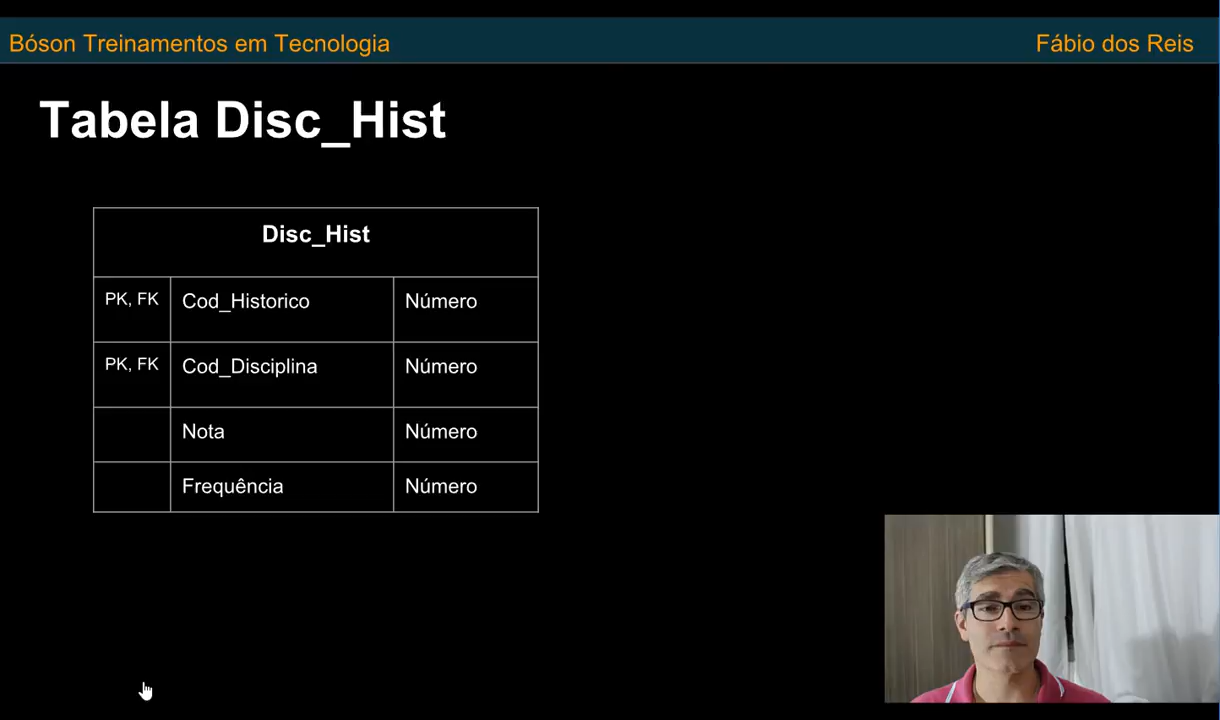 Bóson Treinamentos em Tecnologia
Fábio dos Reis
Tabela Disc_Hist
Disc_Hist
PK, FK Cod_Historico Número
PK, FK Cod_Disciplina Número
Nota Número
Frequência Número